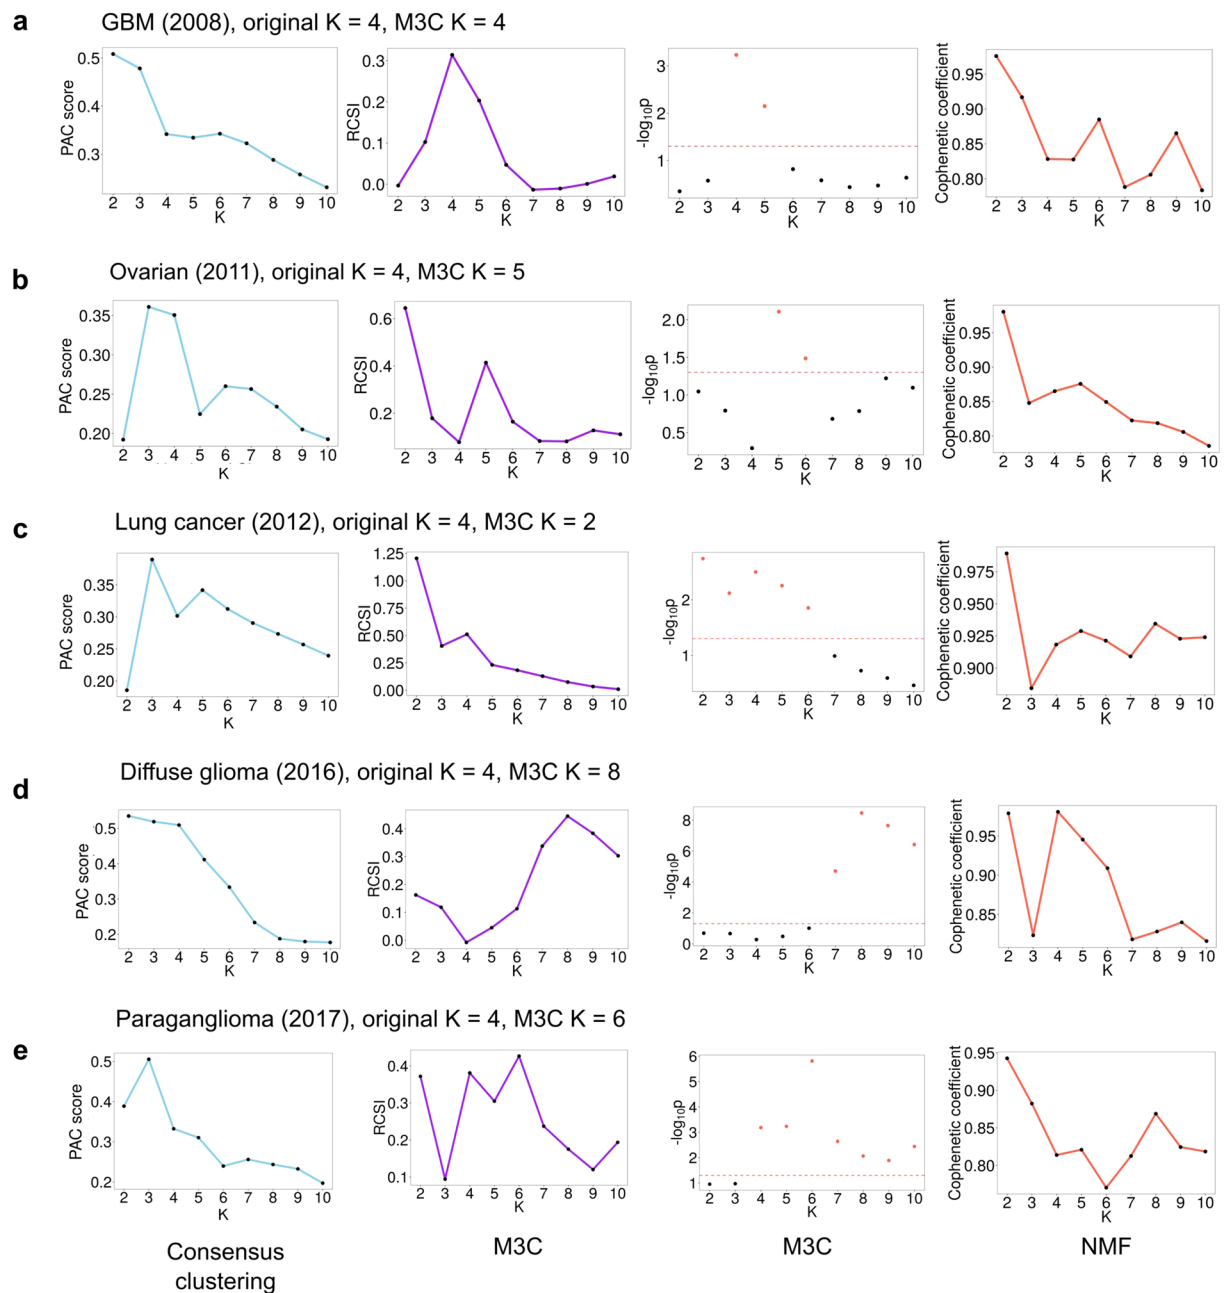 a
GBM (2008), original K = 4, M3C K = 4
PAC score
0.5
0.4
0.3
2 3 4 5 6 7 8 9 10
K
RCSI
0.3
0.2
0.1
0.0
2 3 4 5 6 7 8 9 10
K
-log10p
3
2
1
2 3 4 5 6 7 8 9 10
K
Cophenetic coefficient
0.95
0.90
0.85
0.80
2 3 4 5 6 7 8 9 10
K
b
Ovarian (2011), original K = 4, M3C K = 5
PAC score
0.35
0.30
0.25
0.20
2 3 4 5 6 7 8 9 10
K
RCSI
0.6
0.4
0.2
2 3 4 5 6 7 8 9 10
K
-log10p
2.0
1.5
1.0
0.5
2 3 4 5 6 7 8 9 10
K
Cophenetic coefficient
0.95
0.90
0.85
0.80
2 3 4 5 6 7 8 9 10
K
c
Lung cancer (2012), original K = 4, M3C K = 2
PAC score
0.35
0.30
0.25
0.20
2 3 4 5 6 7 8 9 10
K
RCSI
1.25
1.00
0.75
0.50
0.25
0.00
2 3 4 5 6 7 8 9 10
K
-log10p
2
1
2 3 4 5 6 7 8 9 10
K
Cophenetic coefficient
0.975
0.950
0.925
0.900
2 3 4 5 6 7 8 9 10
K
d
Diffuse glioma (2016), original K = 4, M3C K = 8
PAC score
0.5
0.4
0.3
0.2
2 3 4 5 6 7 8 9 10
K
RCSI
0.4
0.3
0.2
0.1
0.0
2 3 4 5 6 7 8 9 10
K
-log10p
8
6
4
2
0
2 3 4 5 6 7 8 9 10
K
Cophenetic coefficient
0.95
0.90
0.85
2 3 4 5 6 7 8 9 10
K
e
Paraganglioma (2017), original K = 4, M3C K = 6
PAC score
0.5
0.4
0.3
0.2
2 3 4 5 6 7 8 9 10
K
RCSI
0.4
0.3
0.2
0.1
2 3 4 5 6 7 8 9 10
K
-log10p
6
5
4
3
2
1
2 3 4 5 6 7 8 9 10
K
Cophenetic coefficient
0.95
0.90
0.85
0.80
2 3 4 5 6 7 8 9 10
K
Consensus
clustering
M3C
M3C
NMF